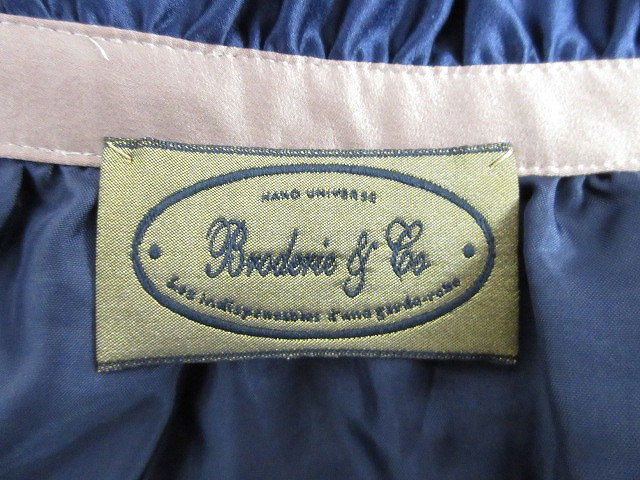 NANO UNIVERSE
Broderie & Co
Les indispensables d'une garde-robe